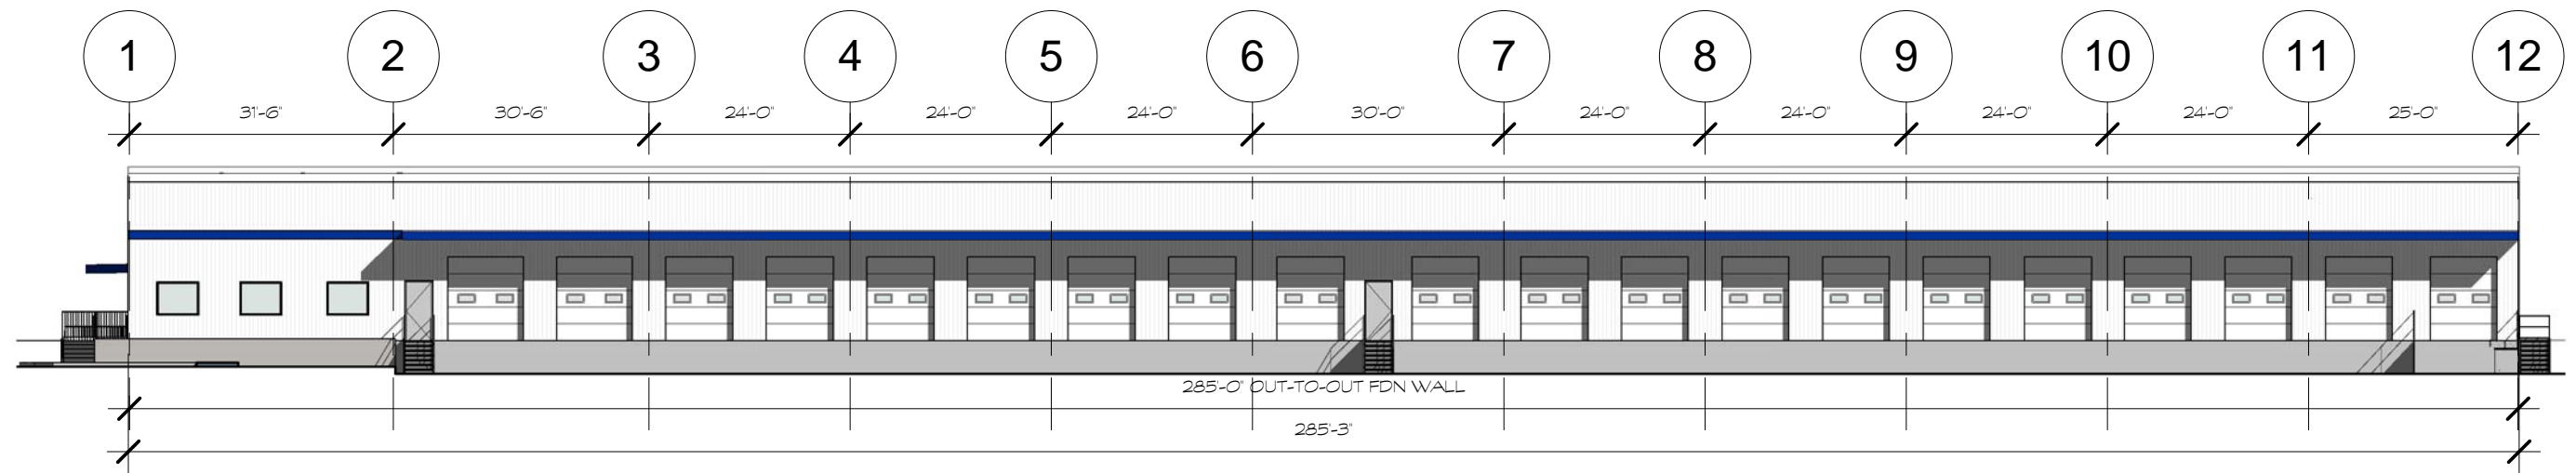 1 2 3 4 5 6 7 8 9 10 11 12
31'-6" 30'-6" 24'-0" 24'-0" 24'-0" 30'-0" 24'-0" 24'-0" 24'-0" 24'-0" 25'-0"
285'-0" OUT-TO-OUT FDN WALL
285'-3"